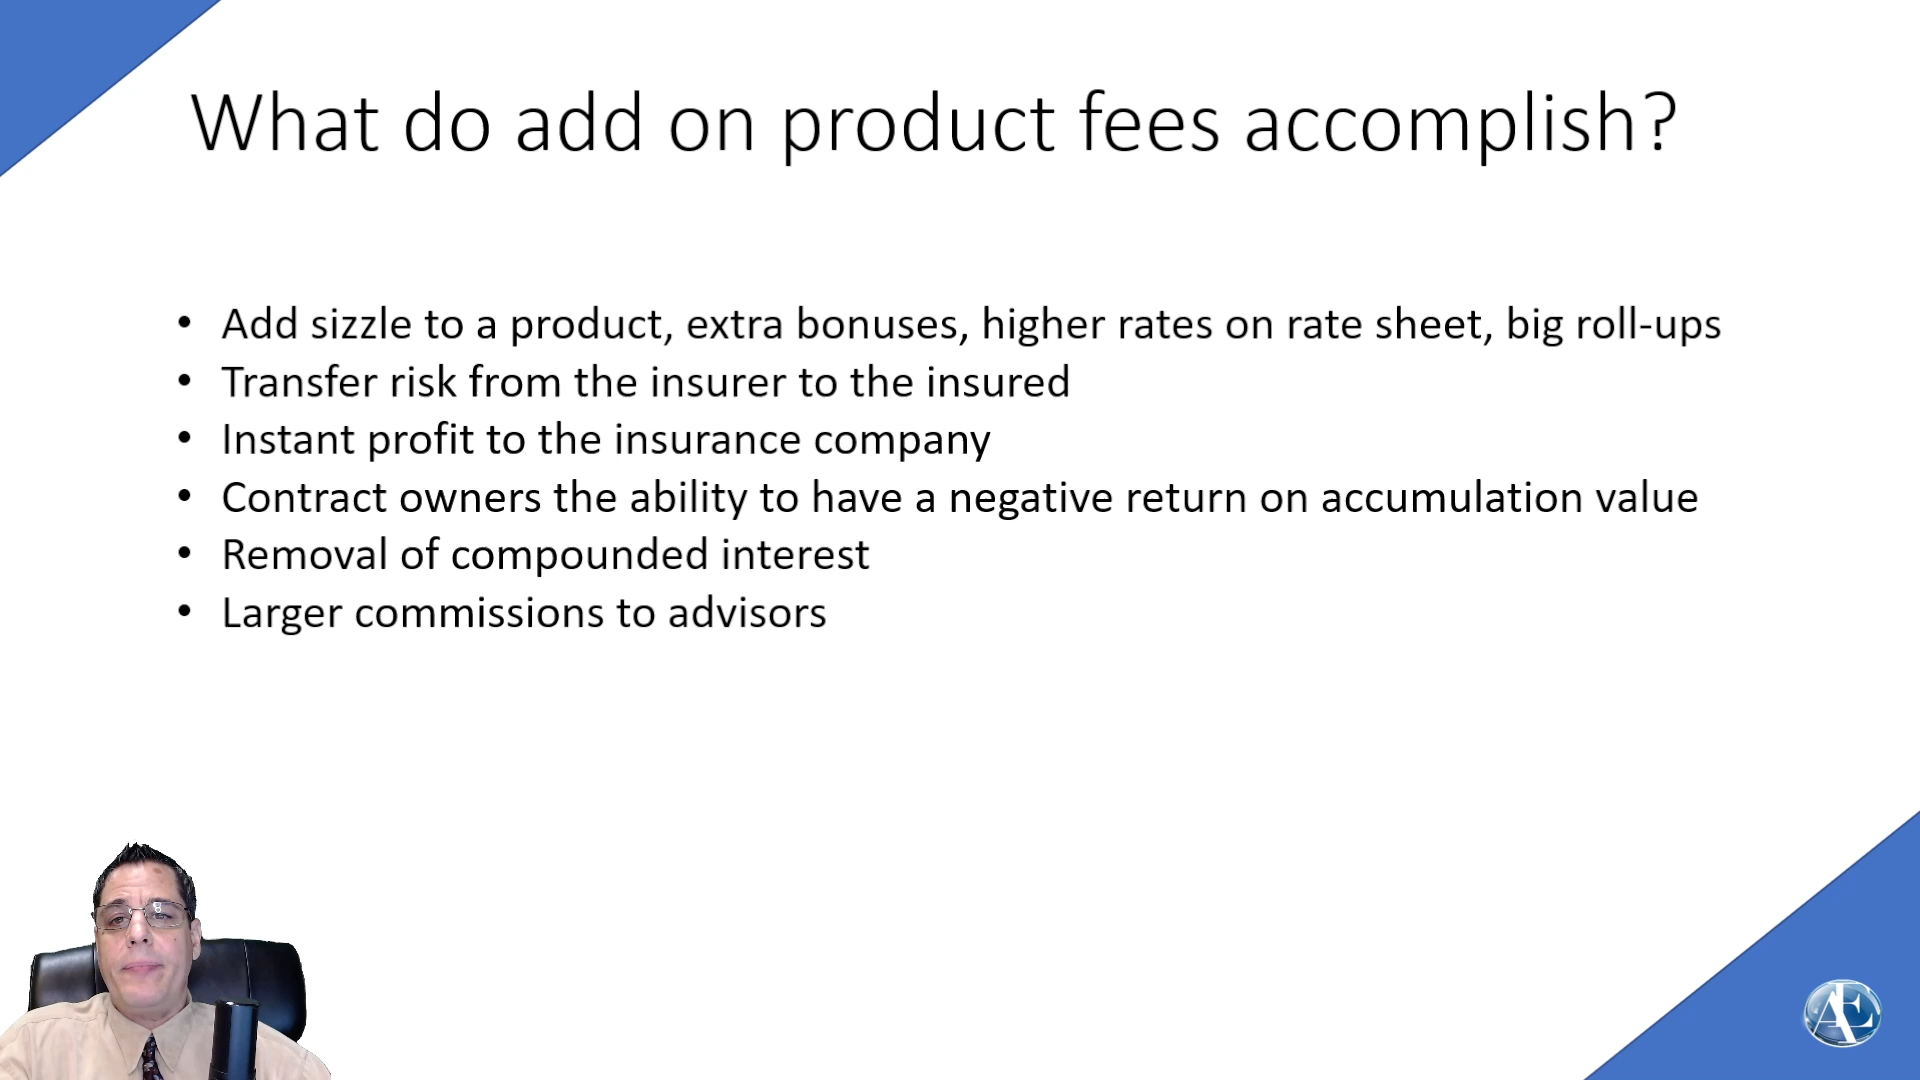 What do add on product fees accomplish?
• Add sizzle to a product, extra bonuses, higher rates on rate sheet, big roll-ups
• Transfer risk from the insurer to the insured
• Instant profit to the insurance company
• Contract owners the ability to have a negative return on accumulation value
• Removal of compounded interest
• Larger commissions to advisors
AE